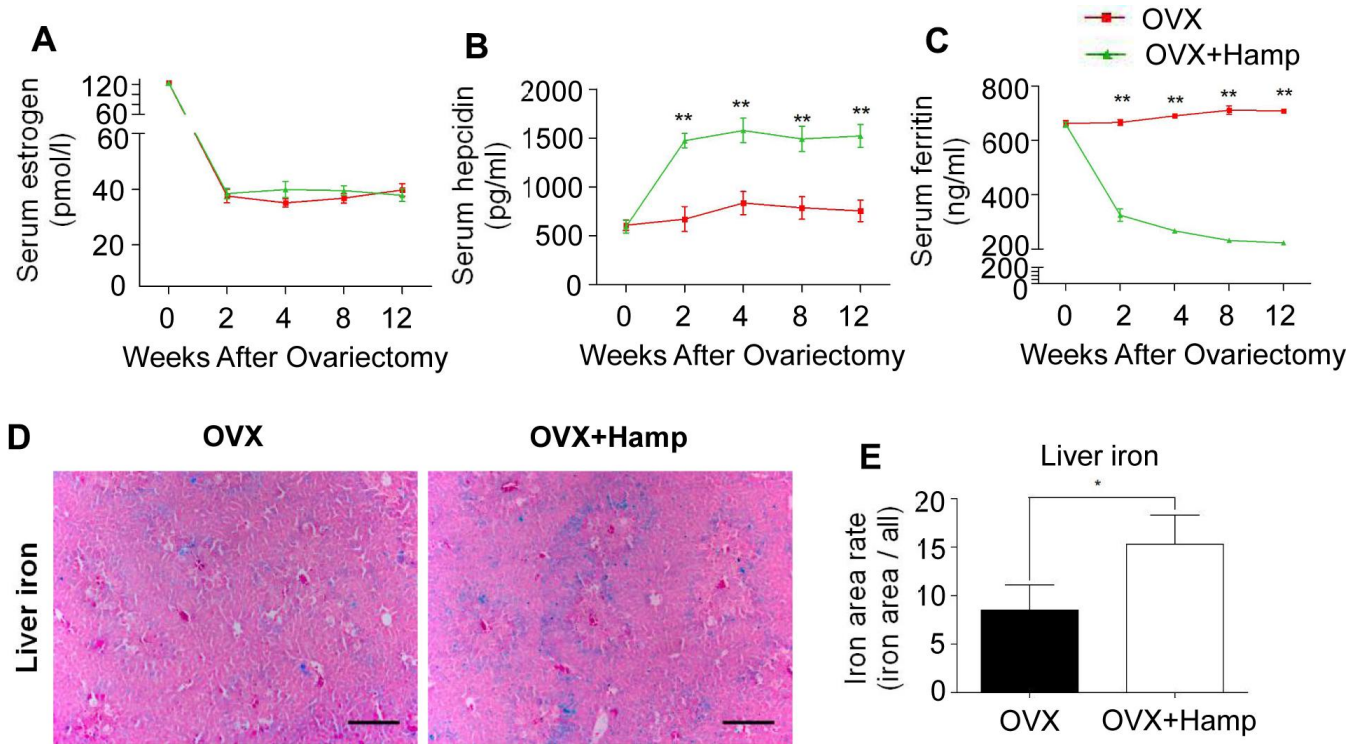 OVX
OVX+Hamp
A
Serum estrogen
(pmol/l)
120
60
60
40
20
0
0 2 4 8 12
Weeks After Ovariectomy
B
Serum hepcidin
(pg/ml)
2000
1500
1000
500
0
** ** ** **
0 2 4 8 12
Weeks After Ovariectomy
C
Serum ferritin
(ng/ml)
800
600
400
200
200
0
** ** ** **
0 2 4 8 12
Weeks After Ovariectomy
D
OVX
OVX+Hamp
Liver iron
E
Liver iron
*
Iron area rate
(iron area / all)
20
15
10
5
0
OVX
OVX+Hamp